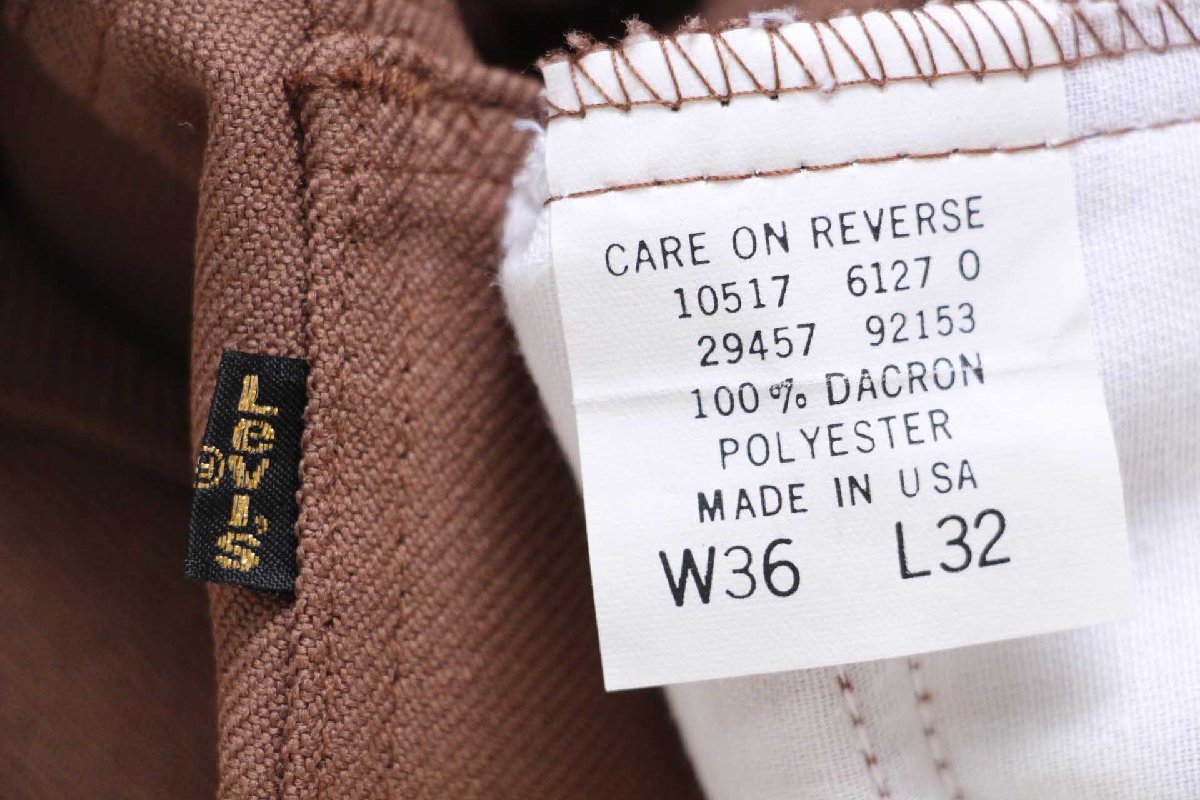 Levi's ®
CARE ON REVERSE
10517 6127 0
29457 92153
100% DACRON
POLYESTER
MADE IN USA
W36 L32